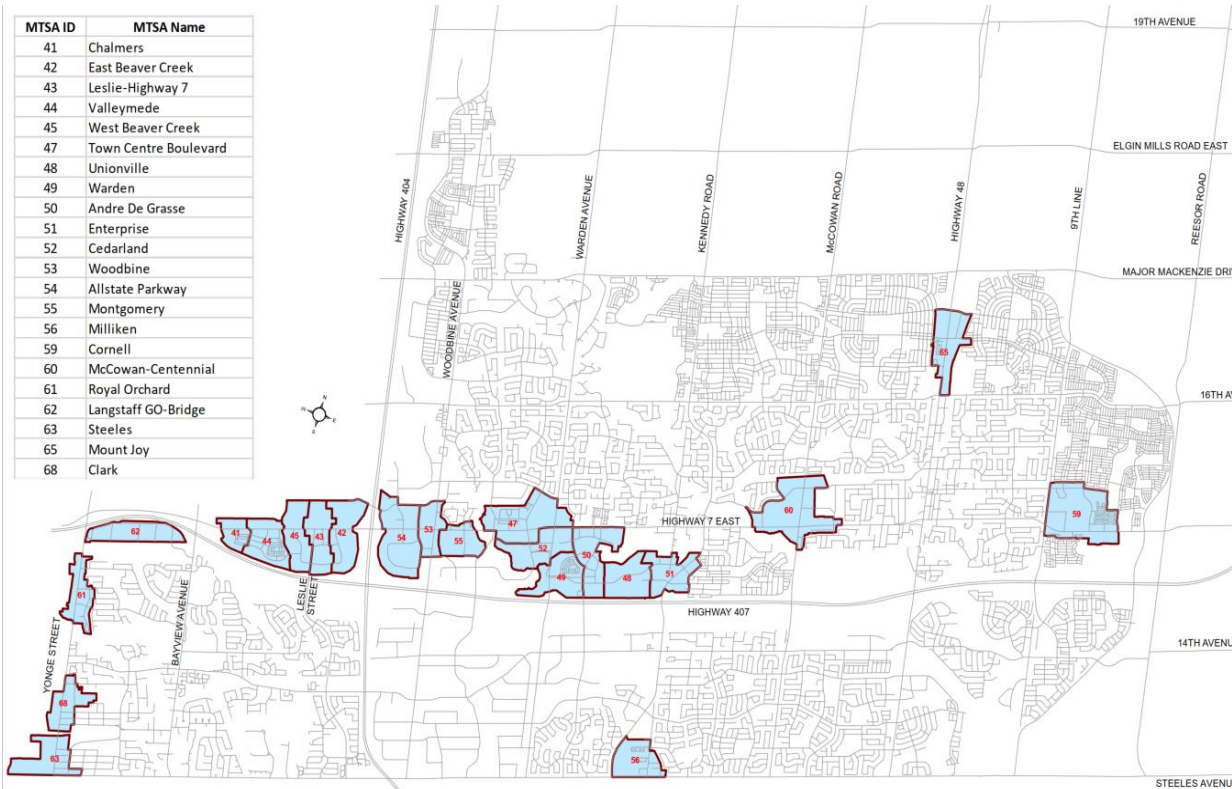 MTSA ID MTSA Name
41 Chalmers
42 East Beaver Creek
43 Leslie-Highway 7
44 Valleymede
45 West Beaver Creek
47 Town Centre Boulevard
48 Unionville
49 Warden
50 Andre De Grasse
51 Enterprise
52 Cedarland
53 Woodbine
54 Allstate Parkway
55 Montgomery
56 Milliken
59 Cornell
60 McCowan-Centennial
61 Royal Orchard
62 Langstaff GO-Bridge
63 Steeles
65 Mount Joy
68 Clark
19TH AVENUE
ELGIN MILLS ROAD EAST
HIGHWAY 404
WARDEN AVENUE
KENNEDY ROAD
McCOWAN ROAD
HIGHWAY 48
9TH LINE
REESOR ROAD
MAJOR MACKENZIE DRI
WOODBINE AVENUE
65
16TH AV
N
E
S
HIGHWAY 7 EAST
62
41
44
45
43
42
54
53
55
47
52
50
49
48
51
60
59
61
YONGE STREET
BAYVIEW AVENUE
LESLIE
STREET
HIGHWAY 407
14TH AVENU
68
63
56
STEELES AVENU